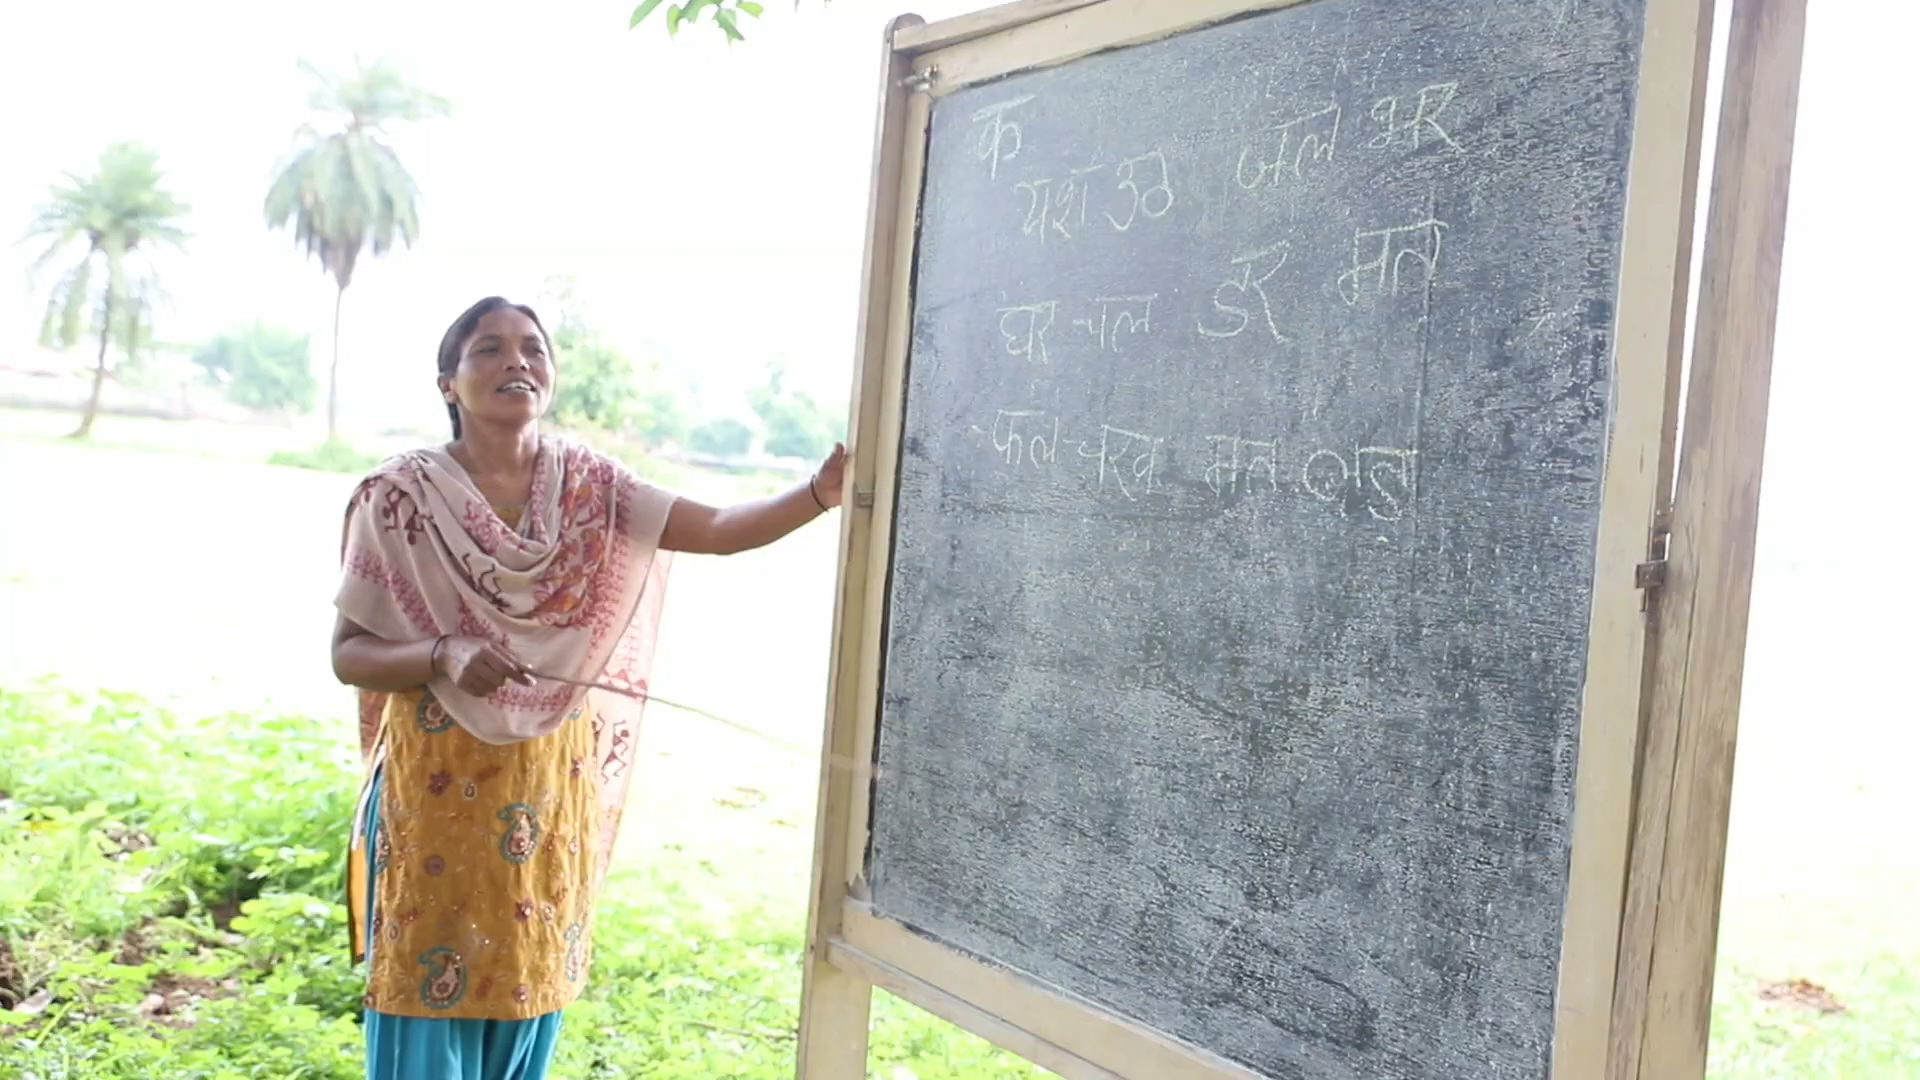 क
यश उठ जल भर
घर चल डर मत
फल चख मत लड़